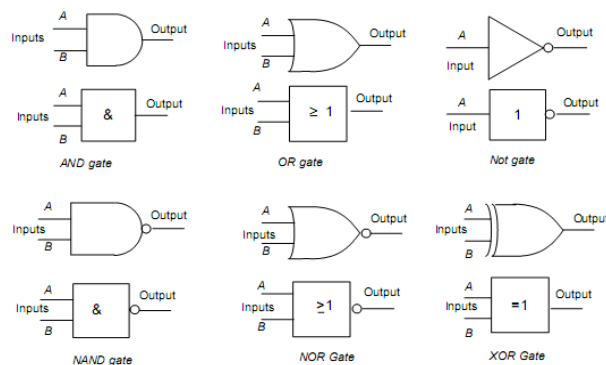 A
Inputs
B
Output
A
Inputs
B
&
Output
AND gate
A
Inputs
B
Output
A
Inputs
B
≥ 1
Output
OR gate
A
Input
Output
A
Input
1
Output
Not gate
A
Inputs
B
Output
A
Inputs
B
&
Output
NAND gate
A
Inputs
B
Output
A
Inputs
B
≥1
Output
NOR Gate
A
Inputs
B
Output
A
Inputs
B
=1
Output
XOR Gate